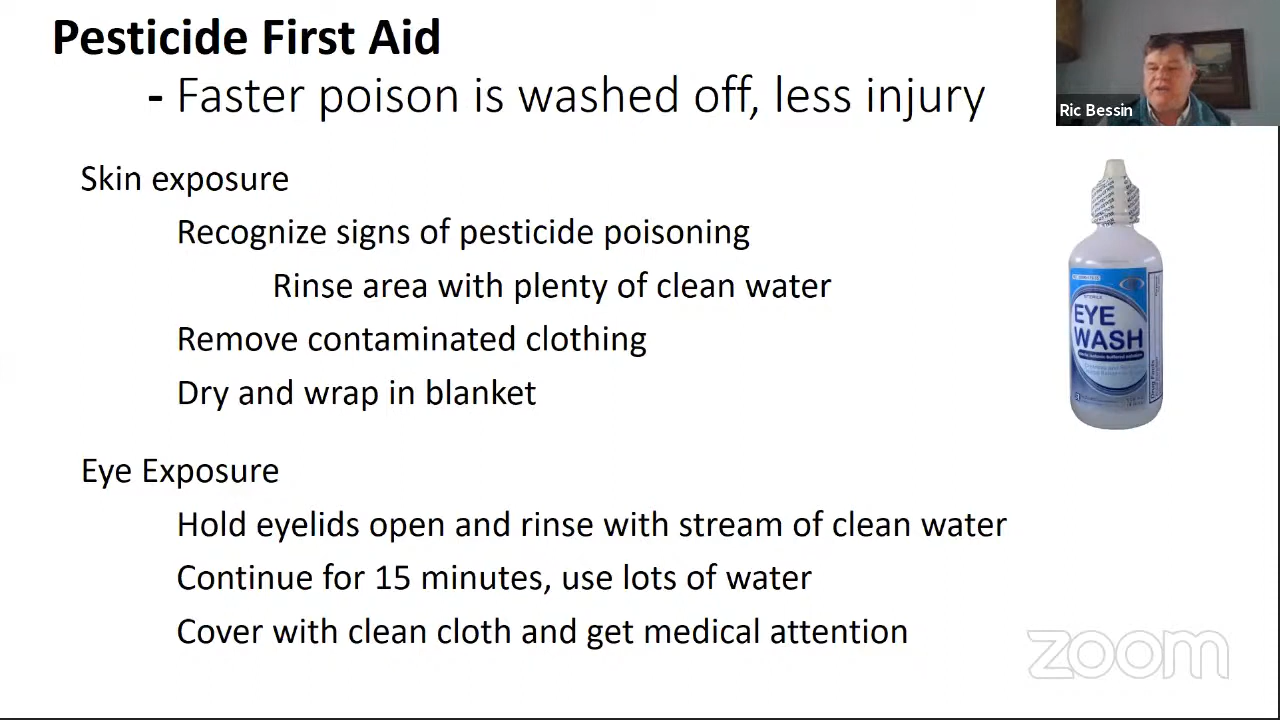 Pesticide First Aid
- Faster poison is washed off, less injury
Ric Bessin
Skin exposure
Recognize signs of pesticide poisoning
Rinse area with plenty of clean water
Remove contaminated clothing
Dry and wrap in blanket
STERILE
EYE
WASH
Eye Exposure
Hold eyelids open and rinse with stream of clean water
Continue for 15 minutes, use lots of water
Cover with clean cloth and get medical attention
zoom